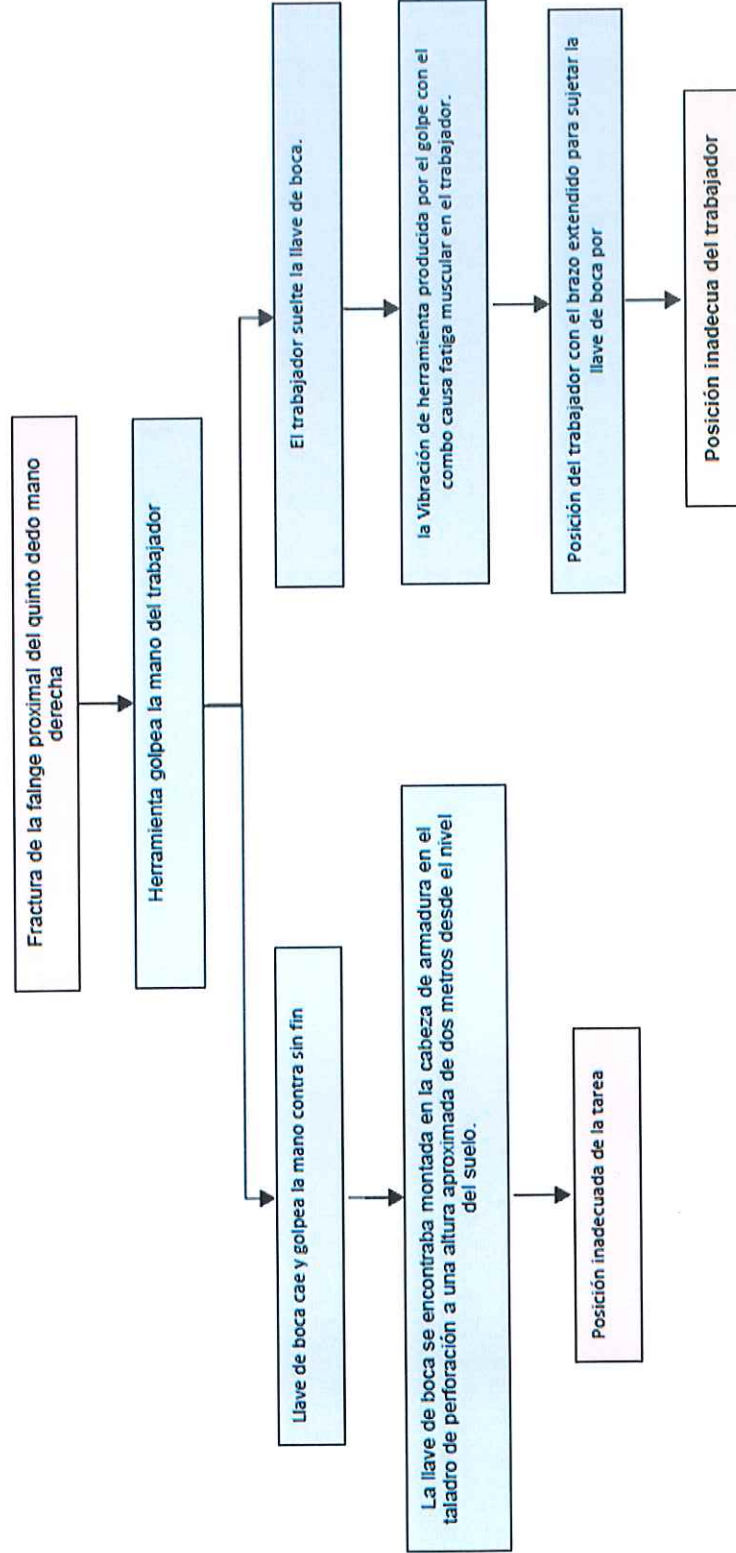 Fractura de la falnge proximal del quinto dedo mano
derecha
Herramienta golpea la mano del trabajador
Llave de boca cae y golpea la mano contra sin fin
La llave de boca se encontraba montada en la cabeza de armadura en el
taladro de perforación a una altura aproximada de dos metros desde el nivel
del suelo.
Posición inadecuada de la tarea
El trabajador suelte la llave de boca.
la Vibración de herramienta producida por el golpe con el
combo causa fatiga muscular en el trabajador.
Posición del trabajador con el brazo extendido para sujetar la
llave de boca por
Posición inadecua del trabajador